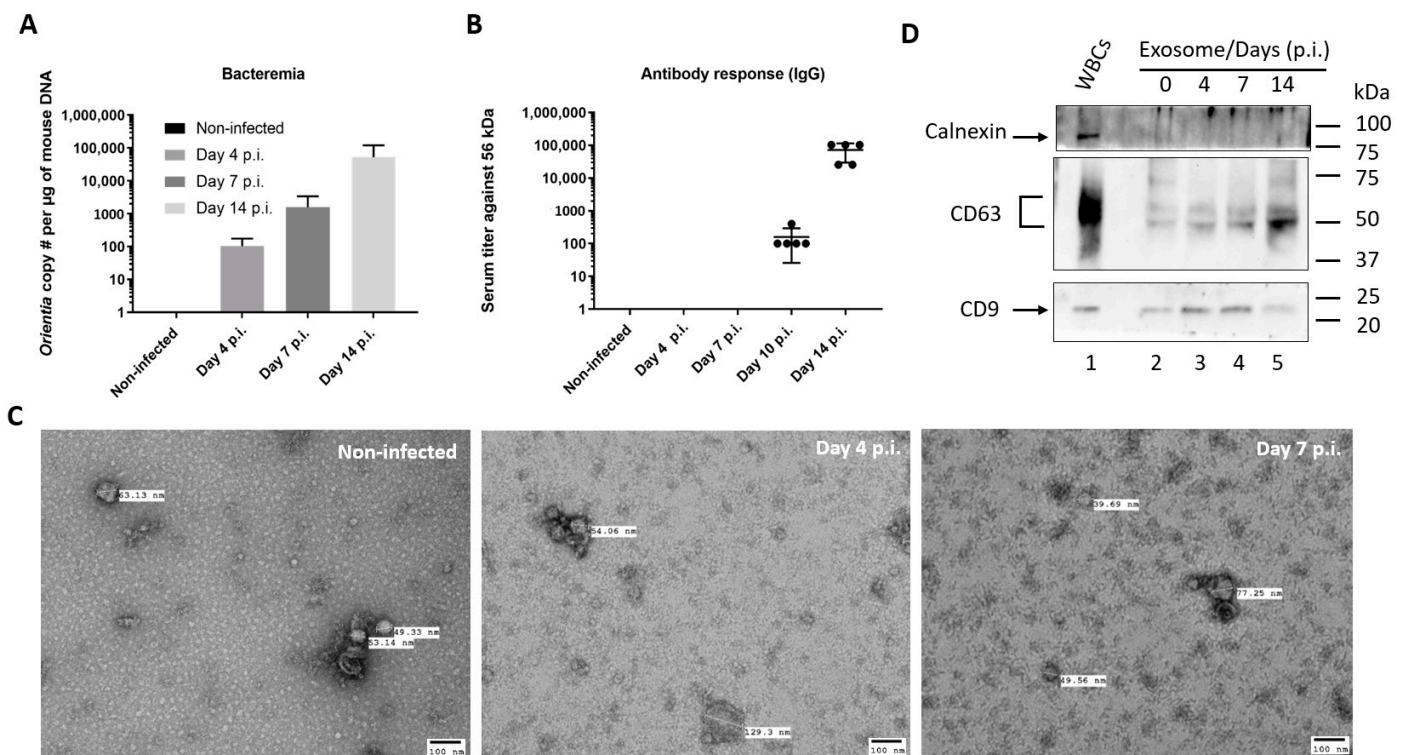 A
Bacteremia
Orientia copy # per µg of mouse DNA
1,000,000
100,000
10,000
1000
100
10
1
Non-infected
Day 4 p.i.
Day 7 p.i.
Day 14 p.i.
Non-infected
Day 4 p.i.
Day 7 p.i.
Day 14 p.i.
B
Antibody response (IgG)
Serum titer against 56 kDa
1,000,000
100,000
10,000
1000
100
10
1
Non-infected
Day 4 p.i.
Day 7 p.i.
Day 10 p.i.
Day 14 p.i.
D
WBCs
Exosome/Days (p.i.)
0 4 7 14
kDa
Calnexin
100
75
CD63
75
50
37
CD9
25
20
1 2 3 4 5
C
Non-infected
63.13 nm
49.33 nm
53.14 nm
100 nm
Day 4 p.i.
54.06 nm
129.3 nm
100 nm
Day 7 p.i.
39.69 nm
77.25 nm
49.56 nm
100 nm